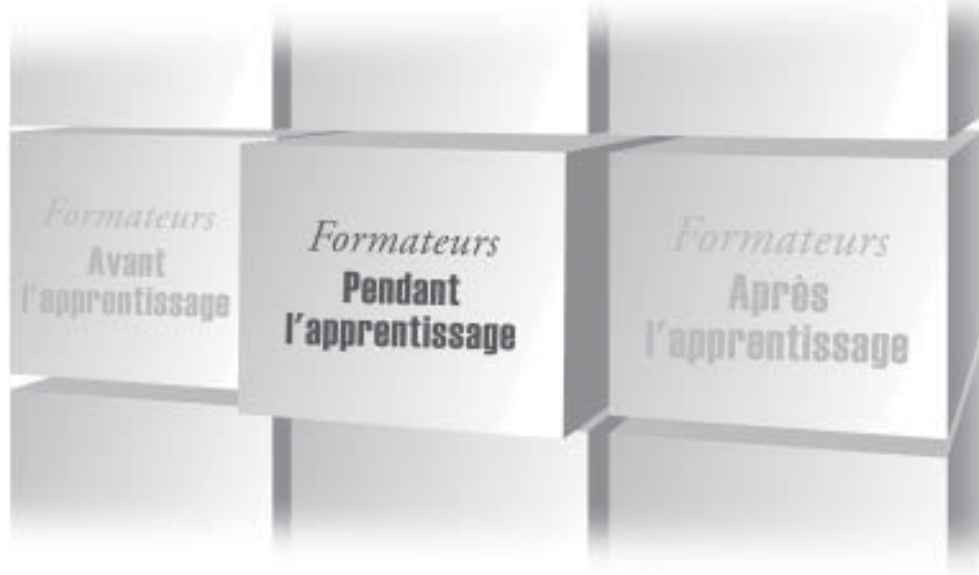 Formateurs
Avant
l'apprentissage
Formateurs
Pendant
l'apprentissage
Formateurs
Après
l'apprentissage